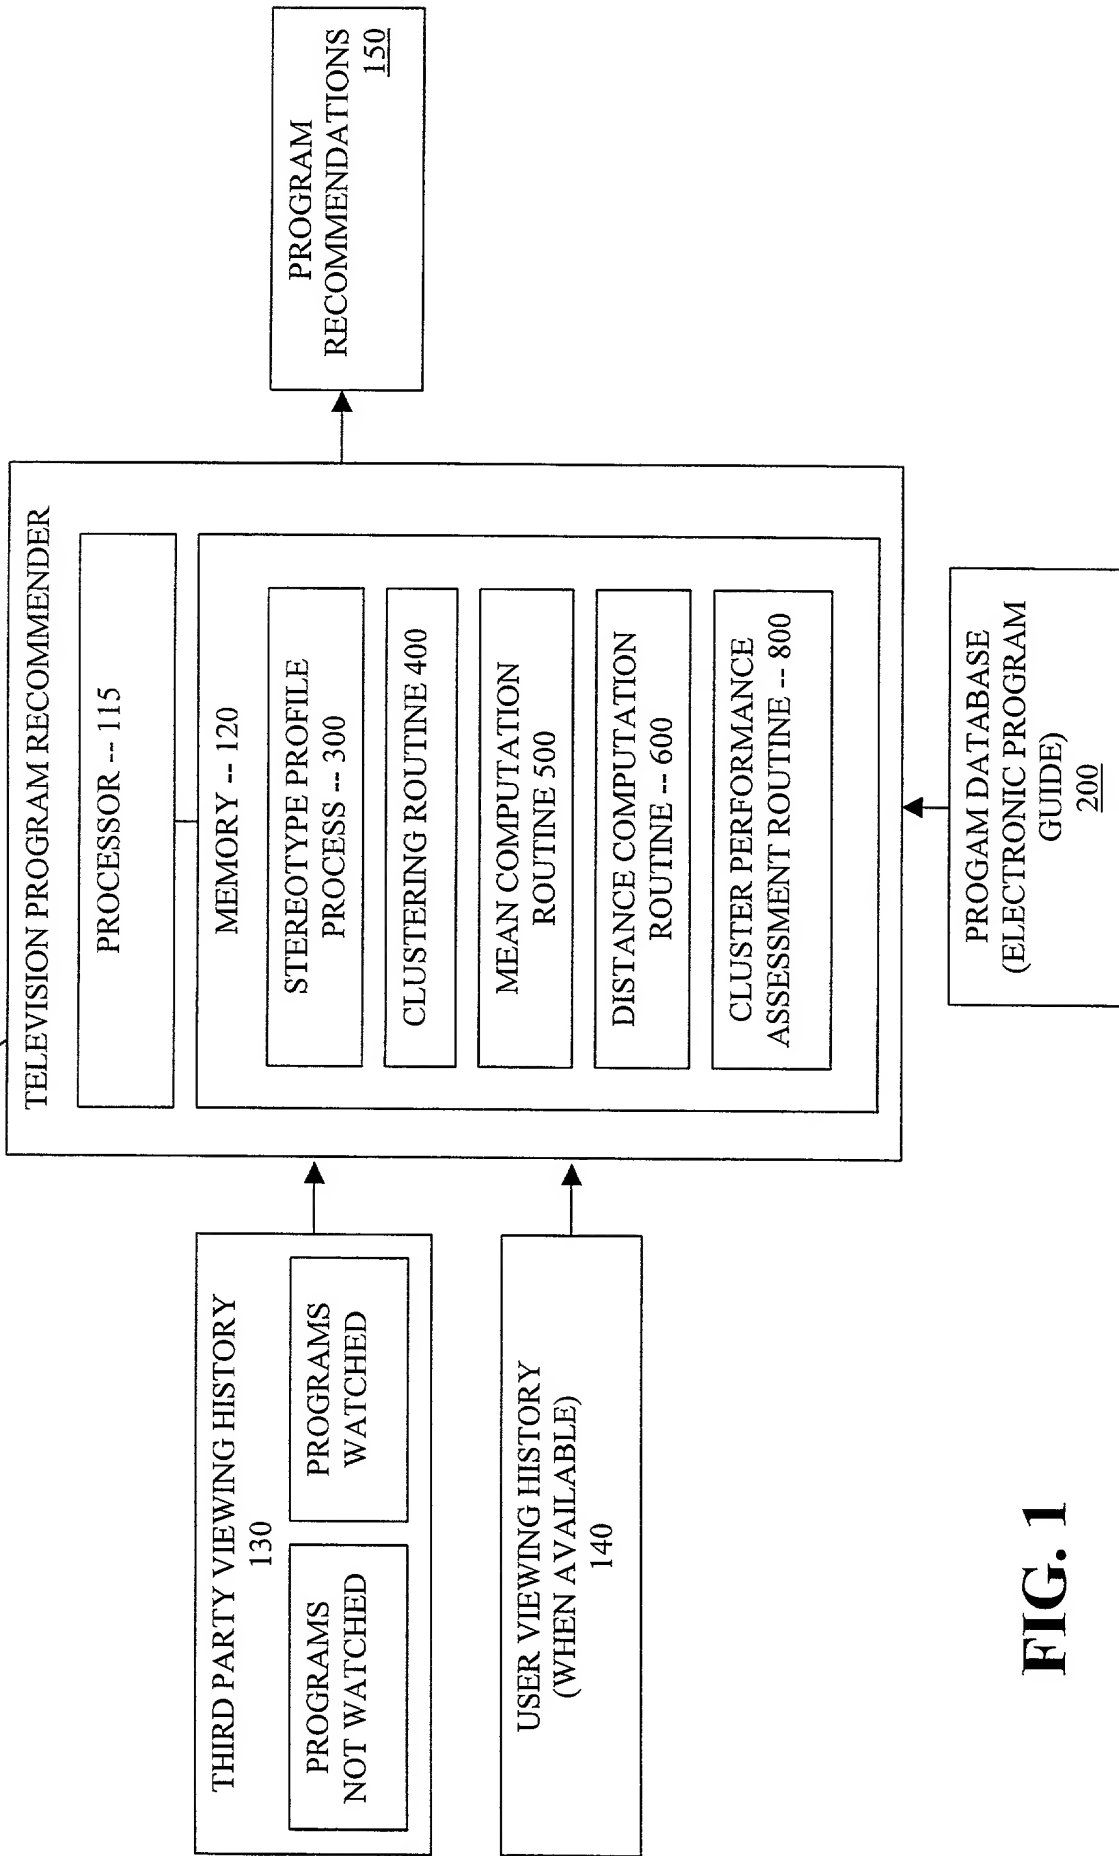 TELEVISION PROGRAM RECOMMENDER
PROCESSOR -- 115
MEMORY -- 120
STEREOTYPE PROFILE
PROCESS -- 300
CLUSTERING ROUTINE 400
MEAN COMPUTATION
ROUTINE 500
DISTANCE COMPUTATION
ROUTINE -- 600
CLUSTER PERFORMANCE
ASSESSMENT ROUTINE -- 800
THIRD PARTY VIEWING HISTORY
130
PROGRAMS
NOT WATCHED
PROGRAMS
WATCHED
USER VIEWING HISTORY
(WHEN AVAILABLE)
140
PROGRAM
RECOMMENDATIONS
150
PROGAM DATABASE
(ELECTRONIC PROGRAM
GUIDE)
200
FIG. 1